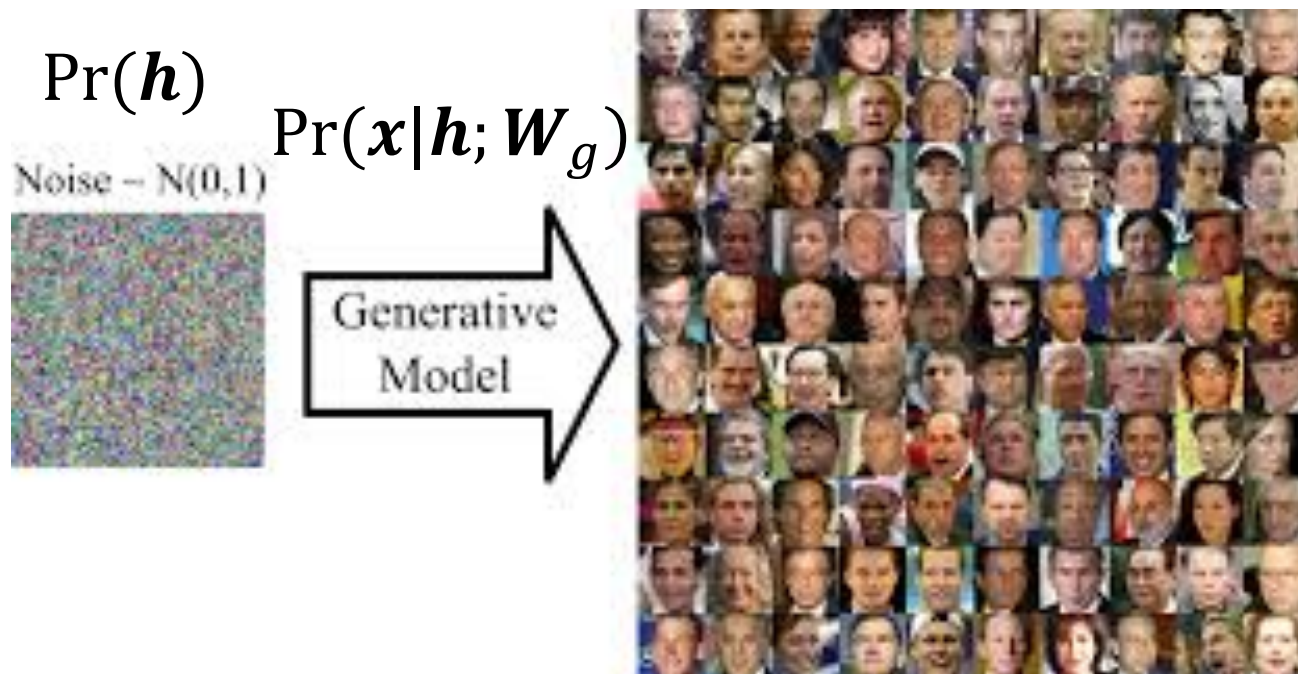 Pr(h)
Pr(x|h; W_g)
Noise ~ N(0,1)
Generative
Model